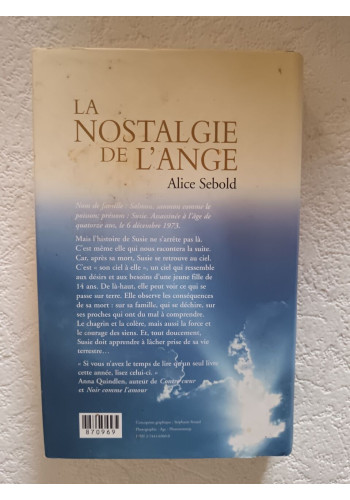 LA
NOSTALGIE
DE L'ANGE
Alice Sebold
Nom de famille : Salmon, saumon comme le
poisson, prénom : Susie. Assassinée à l'âge de
quatorze ans, le 6 décembre 1973.
Mais l'histoire de Susie ne s'arrête pas là.
C'est même elle qui nous racontera la suite.
Car, après sa mort, Susie se retrouve au ciel.
C'est « son ciel à elle », un ciel qui ressemble
aux désirs et aux besoins d'une jeune fille de
14 ans. De là-haut, elle peut voir ce qui se
passe sur terre. Elle observe les conséquences
de sa mort : sur sa famille, qui se déchire, sur
ses proches qui ont du mal à comprendre.
Le chagrin et la colère, mais aussi la force et
le courage des siens. Et, tout doucement,
Susie doit apprendre à lâcher prise de sa vie
terrestre…
« Si vous n'avez le temps de lire qu'un seul livre
cette année, lisez celui-ci. »
Anna Quindlen, auteur de Contre cœur
et Noir comme l'amour
870969
Conception graphique : Stéphanie